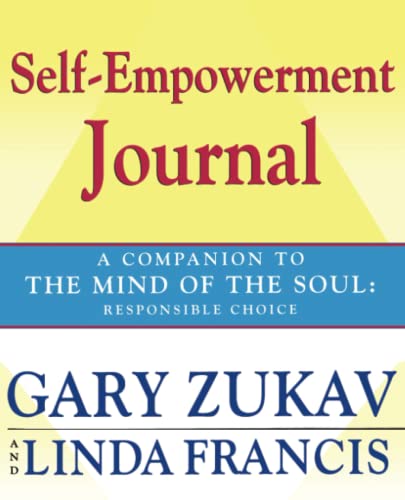 Self-Empowerment
Journal
A COMPANION TO
THE MIND OF THE SOUL:
RESPONSIBLE CHOICE
GARY ZUKAV
AND LINDA FRANCIS